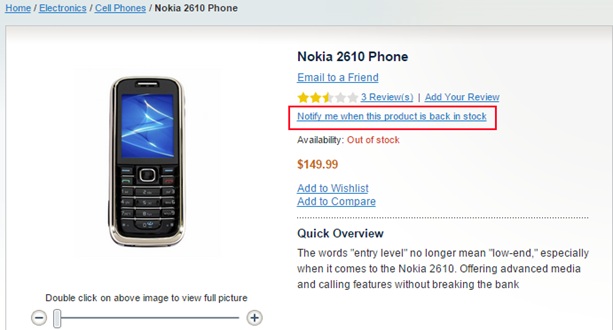 Home / Electronics / Cell Phones / Nokia 2610 Phone
Nokia 2610 Phone
Email to a Friend
3 Review(s) | Add Your Review
Notify me when this product is back in stock
Availability: Out of stock
$149.99
Add to Wishlist
Add to Compare
Quick Overview
The words "entry level" no longer mean "low-end," especially
when it comes to the Nokia 2610. Offering advanced media
and calling features without breaking the bank
Double click on above image to view full picture